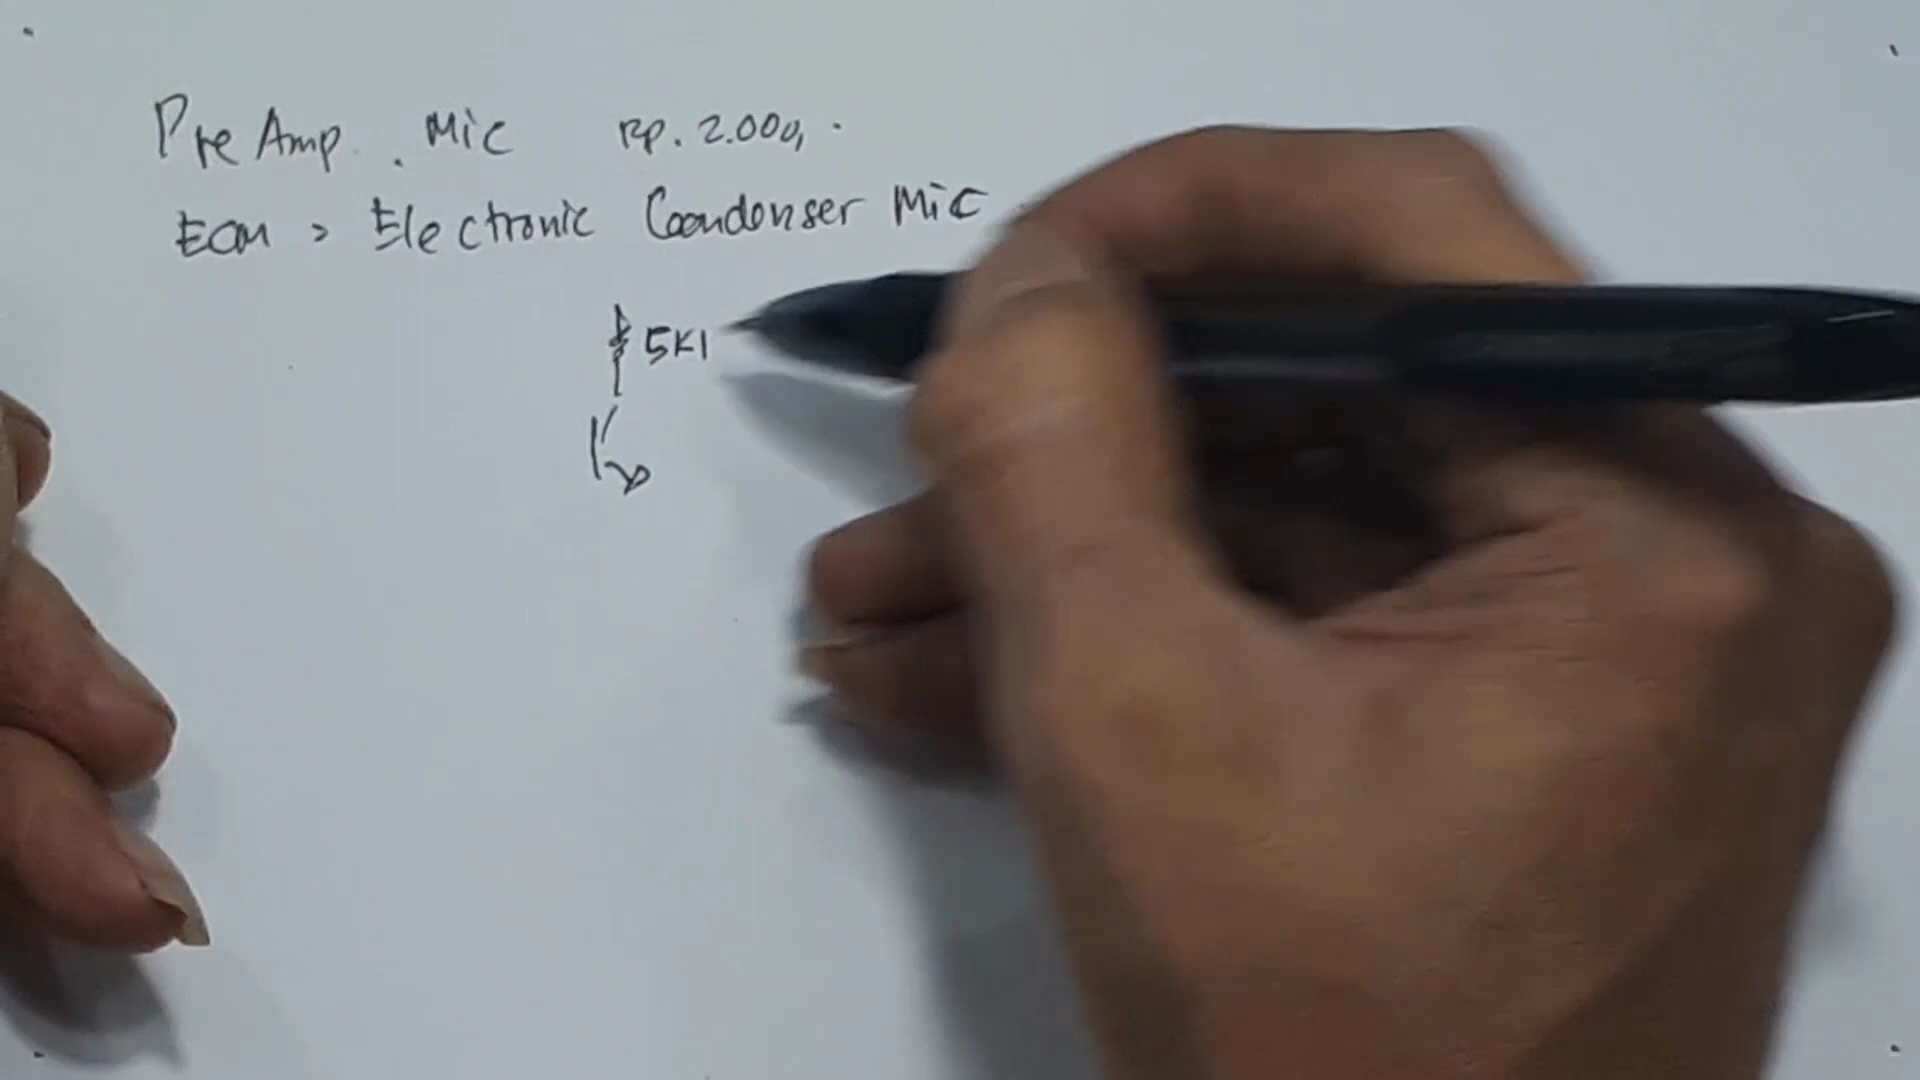 Pre Amp . Mic Rp. 2.000,.
ECM > Electronic Condenser Mic
5K1